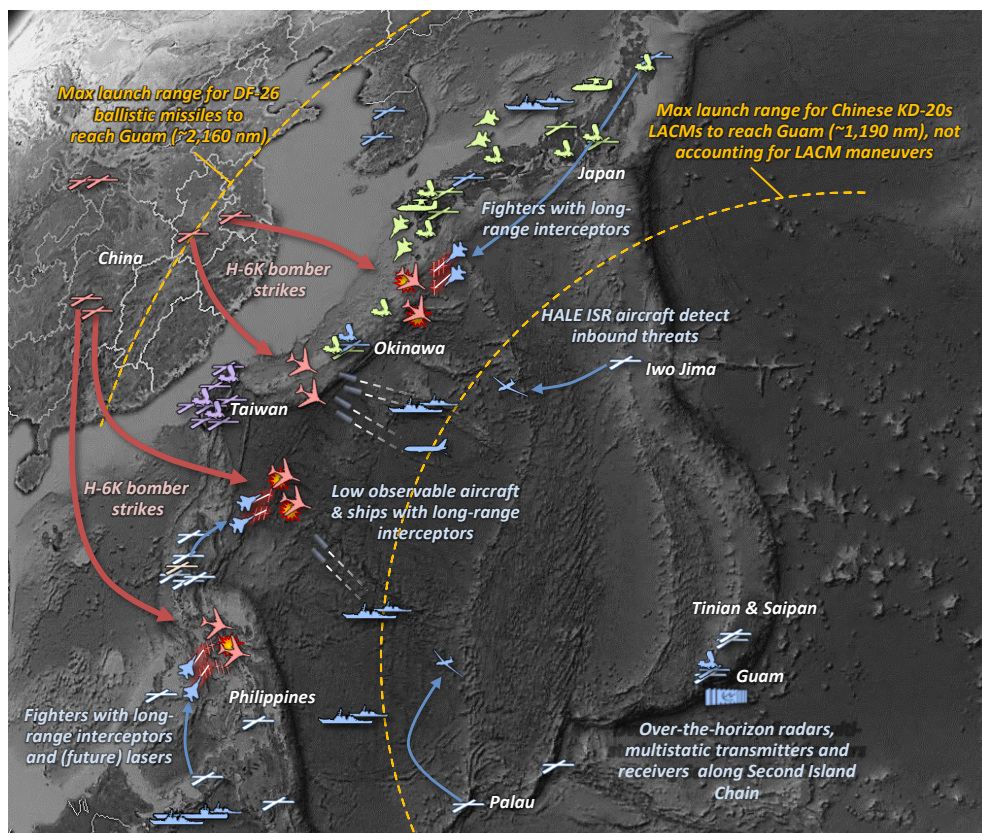 Max launch range for DF-26
ballistic missiles to
reach Guam (~2,160 nm)
Max launch range for Chinese KD-20s
LACMs to reach Guam (~1,190 nm), not
accounting for LACM maneuvers
Japan
Fighters with long-
range interceptors
China
H-6K bomber
strikes
HALE ISR aircraft detect
inbound threats
Okinawa
Iwo Jima
Taiwan
H-6K bomber
strikes
Low observable aircraft
& ships with long-range
interceptors
Tinian & Saipan
Guam
Philippines
Fighters with long-
range interceptors
and (future) lasers
Over-the-horizon radars,
multistatic transmitters and
receivers along Second Island
Chain
Palau